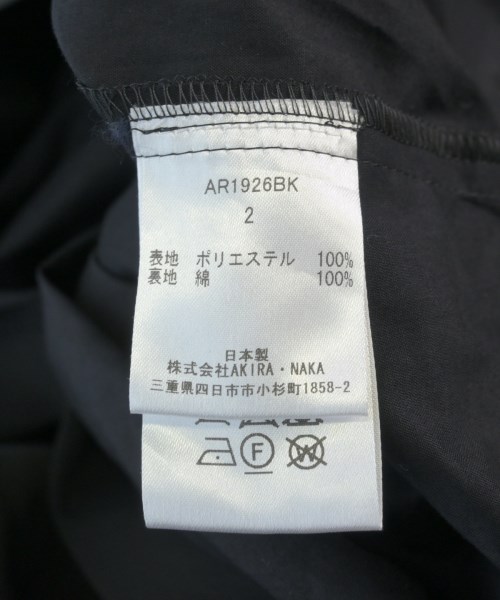 AR1926BK
2
表地 ポリエステル 100%
裏地 綿 100%
日本製
株式会社AKIRA・NAKA
三重県四日市市小杉町1858-2
F
W